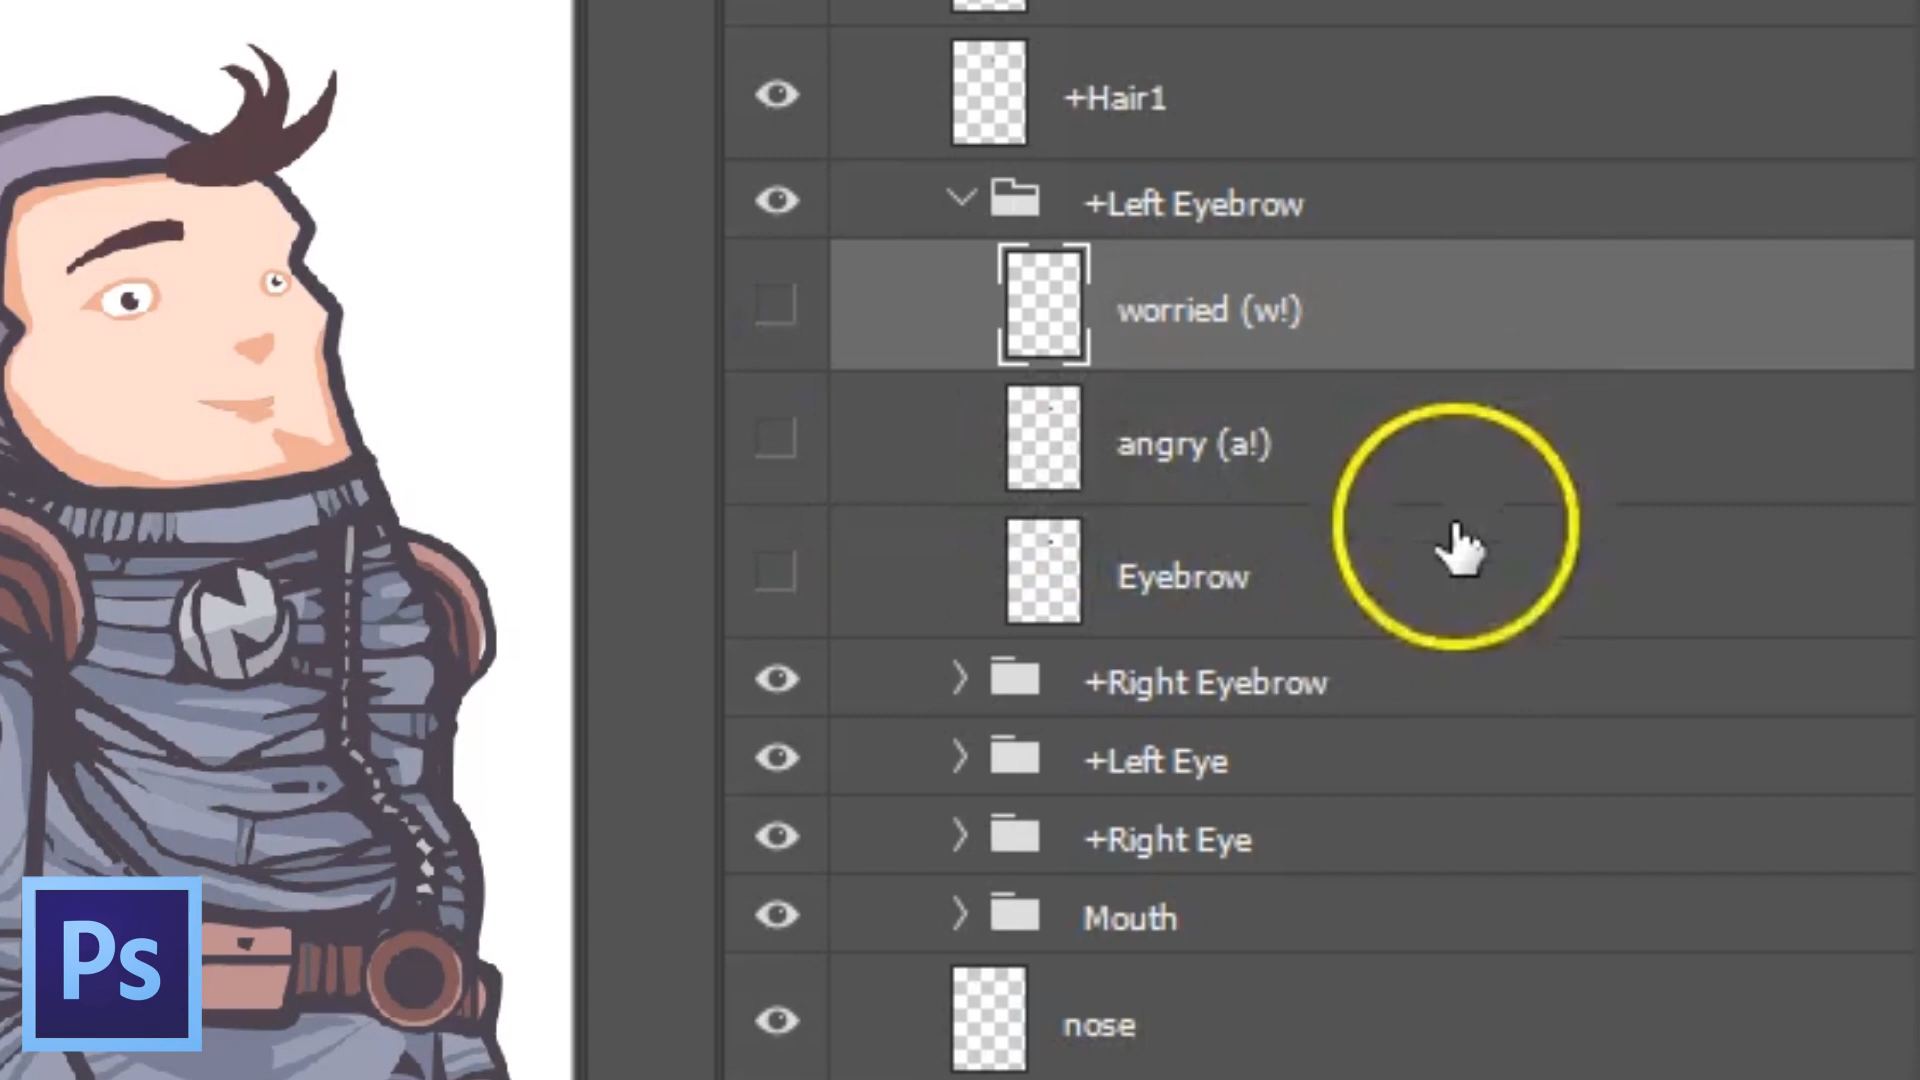 +Hair1
+Left Eyebrow
worried (w!)
angry (a!)
Eyebrow
+Right Eyebrow
+Left Eye
+Right Eye
Mouth
nose
Ps